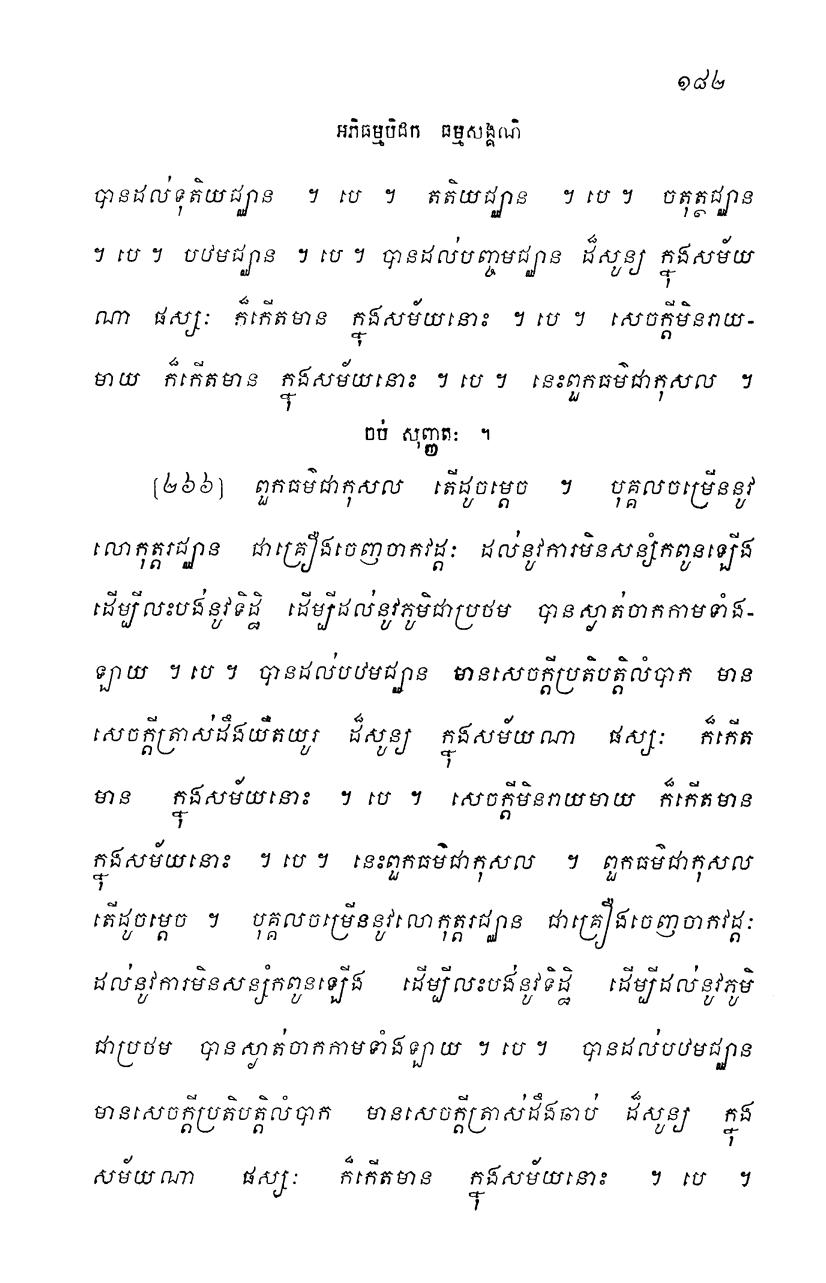 ១៨២
អភិធម្មបិដក ធម្មសង្គណិ
បានដល់ទុតិយជ្ឈាន ។ បេ ។ តតិយជ្ឈាន ។ បេ ។ ចតុត្ថជ្ឈាន
។ បេ ។ បឋមជ្ឈាន ។ បេ ។ បានដល់បញ្ចមជ្ឈាន ដ៏សូន្យ ក្នុងសម័យ
ណា ផស្សៈ ក៏កើតមាន ក្នុងសម័យនោះ ។ បេ ។ សេចក្តីមិនរាយ-
មាយ ក៏កើតមាន ក្នុងសម័យនោះ ។ បេ ។ នេះពួកធម៌ជាកុសល ។
ចប់ សុញ្ញតៈ ។
[២៦៦] ពួកធម៌ជាកុសល តើដូចម្តេច ។ បុគ្គលចម្រើននូវ
លោកុត្តរជ្ឈាន ជាគ្រឿងចេញចាកវដ្តៈ ដល់នូវការមិនសន្សំកពូនឡើង
ដើម្បីលះបង់នូវទិដ្ឋិ ដើម្បីដល់នូវភូមិជាប្រថម បានស្ងាត់ចាកកាមទាំង-
ឡាយ ។ បេ ។ បានដល់បឋមជ្ឈាន មានសេចក្តីប្រតិបត្តិលំបាក មាន
សេចក្តីត្រាស់ដឹងយឺតយូរ ដ៏សូន្យ ក្នុងសម័យណា ផស្សៈ ក៏កើត
មាន ក្នុងសម័យនោះ ។ បេ ។ សេចក្តីមិនរាយមាយ ក៏កើតមាន
ក្នុងសម័យនោះ ។ បេ ។ នេះពួកធម៌ជាកុសល ។ ពួកធម៌ជាកុសល
តើដូចម្តេច ។ បុគ្គលចម្រើននូវលោកុត្តរជ្ឈាន ជាគ្រឿងចេញចាកវដ្តៈ
ដល់នូវការមិនសន្សំកពូនឡើង ដើម្បីលះបង់នូវទិដ្ឋិ ដើម្បីដល់នូវភូមិ
ជាប្រថម បានស្ងាត់ចាកកាមទាំងឡាយ ។ បេ ។ បានដល់បឋមជ្ឈាន
មានសេចក្តីប្រតិបត្តិលំបាក មានសេចក្តីត្រាស់ដឹងឆាប់ ដ៏សូន្យ ក្នុង
សម័យណា ផស្សៈ ក៏កើតមាន ក្នុងសម័យនោះ ។ បេ ។